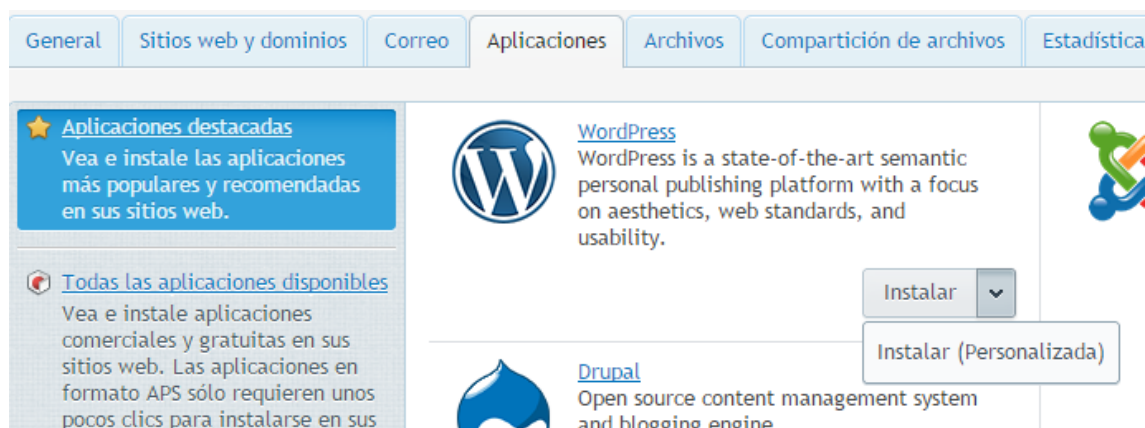 General
Sitios web y dominios
Correo
Aplicaciones
Archivos
Compartición de archivos
Estadística
Aplicaciones destacadas
Vea e instale las aplicaciones
más populares y recomendadas
en sus sitios web.
Todas las aplicaciones disponibles
Vea e instale aplicaciones
comerciales y gratuitas en sus
sitios web. Las aplicaciones en
formato APS sólo requieren unos
pocos clics para instalarse en sus
WordPress
WordPress is a state-of-the-art semantic
personal publishing platform with a focus
on aesthetics, web standards, and
usability.
Instalar
Instalar (Personalizada)
Drupal
Open source content management system
and blogging engine